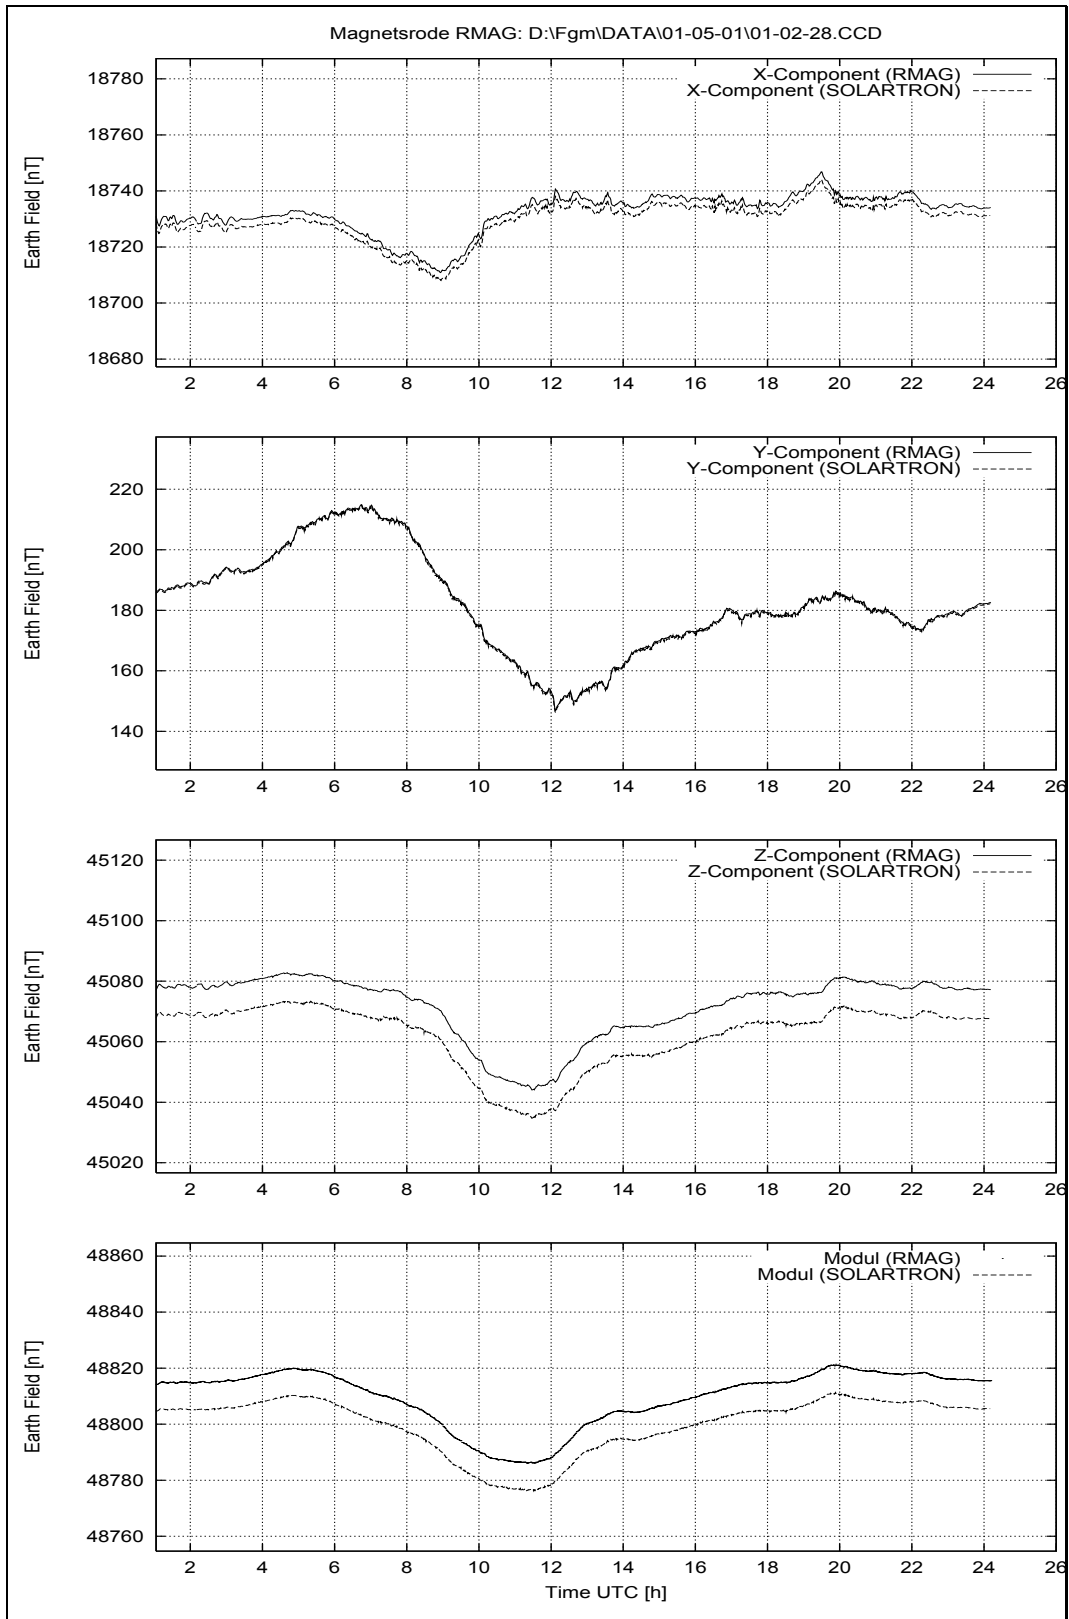 Magnetsrode RMAG: D:\Fgm\DATA\01-05-01\01-02-28.CCD
Earth Field [nT]
18780
18760
18740
18720
18700
18680
X-Component (RMAG)
X-Component (SOLARTRON)
2 4 6 8 10 12 14 16 18 20 22 24 26
Earth Field [nT]
220
200
180
160
140
Y-Component (RMAG)
Y-Component (SOLARTRON)
2 4 6 8 10 12 14 16 18 20 22 24 26
Earth Field [nT]
45120
45100
45080
45060
45040
45020
Z-Component (RMAG)
Z-Component (SOLARTRON)
2 4 6 8 10 12 14 16 18 20 22 24 26
Earth Field [nT]
48860
48840
48820
48800
48780
48760
Modul (RMAG)
Modul (SOLARTRON)
2 4 6 8 10 12 14 16 18 20 22 24 26
Time UTC [h]